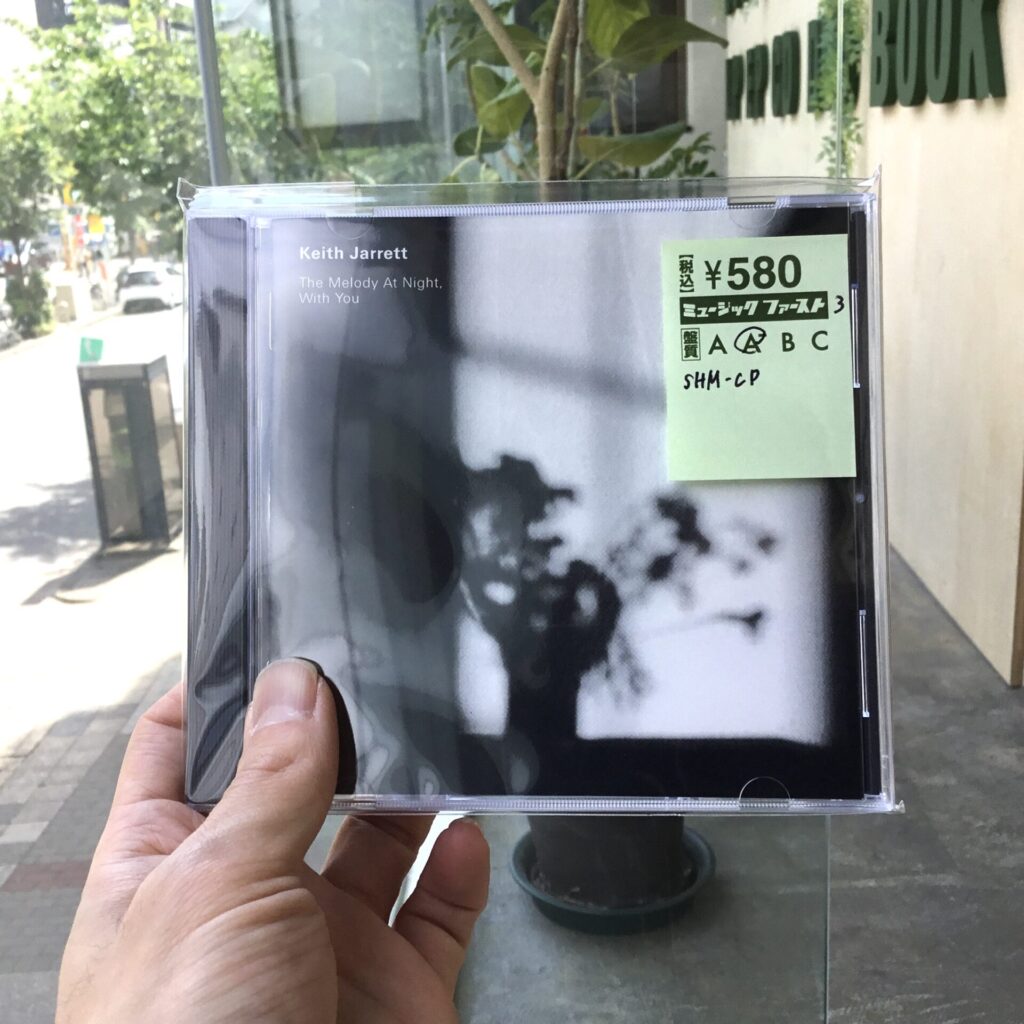 BOOK
Keith Jarrett
The Melody At Night,
With You
【税込】 ¥580
ミュージック ファースト 3
盤質 A A⁻ B C
SHM-CD